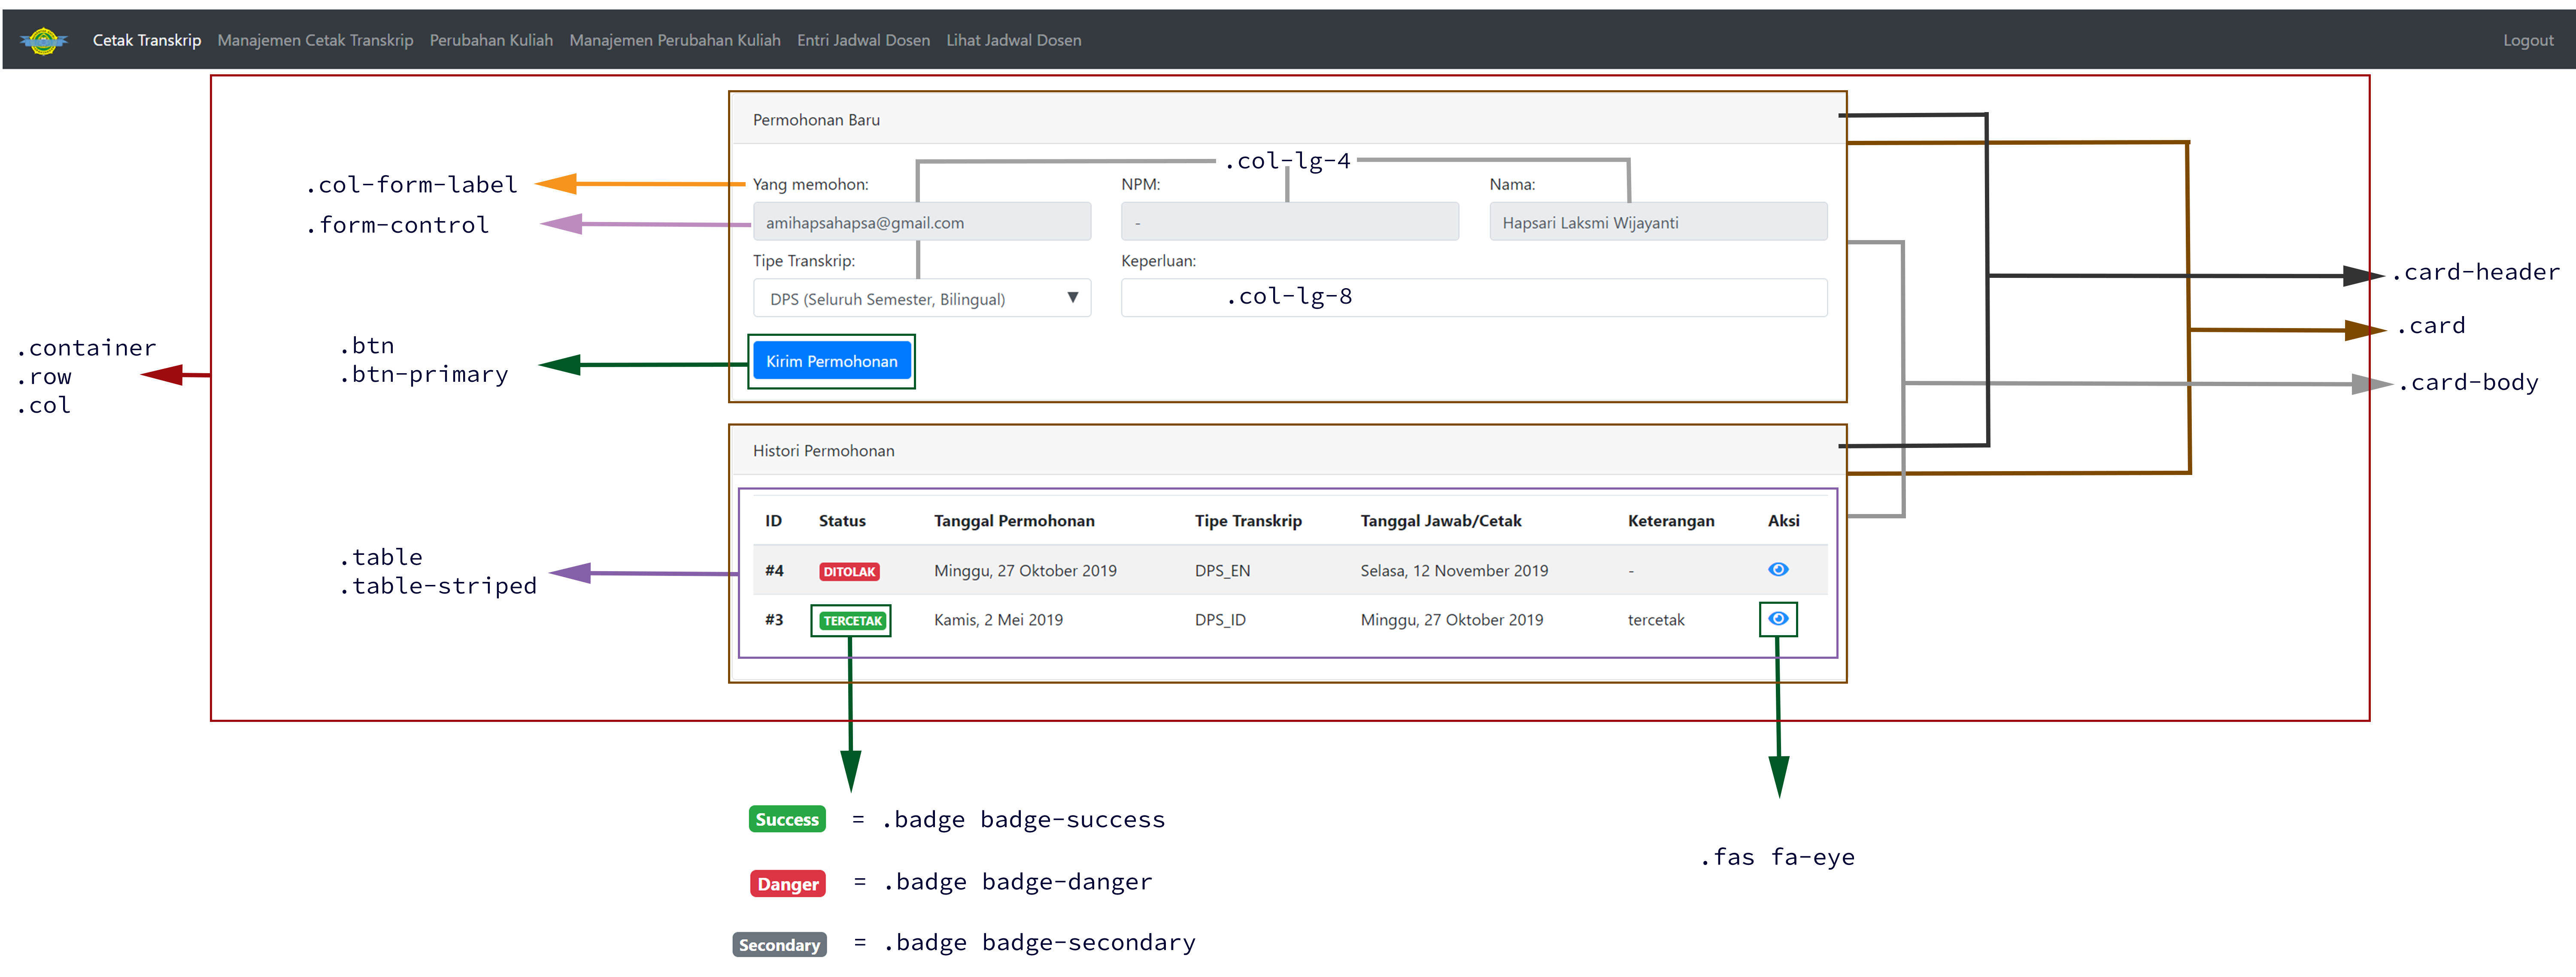 Cetak Transkrip Manajemen Cetak Transkrip Perubahan Kuliah Manajemen Perubahan Kuliah Entri Jadwal Dosen Lihat Jadwal Dosen Logout
Permohonan Baru
.col-lg-4
.col-form-label
Yang memohon: NPM: Nama:
.form-control
amihapsahapsa@gmail.com - Hapsari Laksmi Wijayanti
Tipe Transkrip: Keperluan:
DPS (Seluruh Semester, Bilingual)
.col-lg-8
.card-header
.card
.card-body
.container
.row
.col
.btn
.btn-primary
Kirim Permohonan
Histori Permohonan
ID Status Tanggal Permohonan Tipe Transkrip Tanggal Jawab/Cetak Keterangan Aksi
#4 DITOLAK Minggu, 27 Oktober 2019 DPS_EN Selasa, 12 November 2019 -
#3 TERCETAK Kamis, 2 Mei 2019 DPS_ID Minggu, 27 Oktober 2019 tercetak
.table
.table-striped
Success = .badge badge-success
Danger = .badge badge-danger
Secondary = .badge badge-secondary
.fas fa-eye